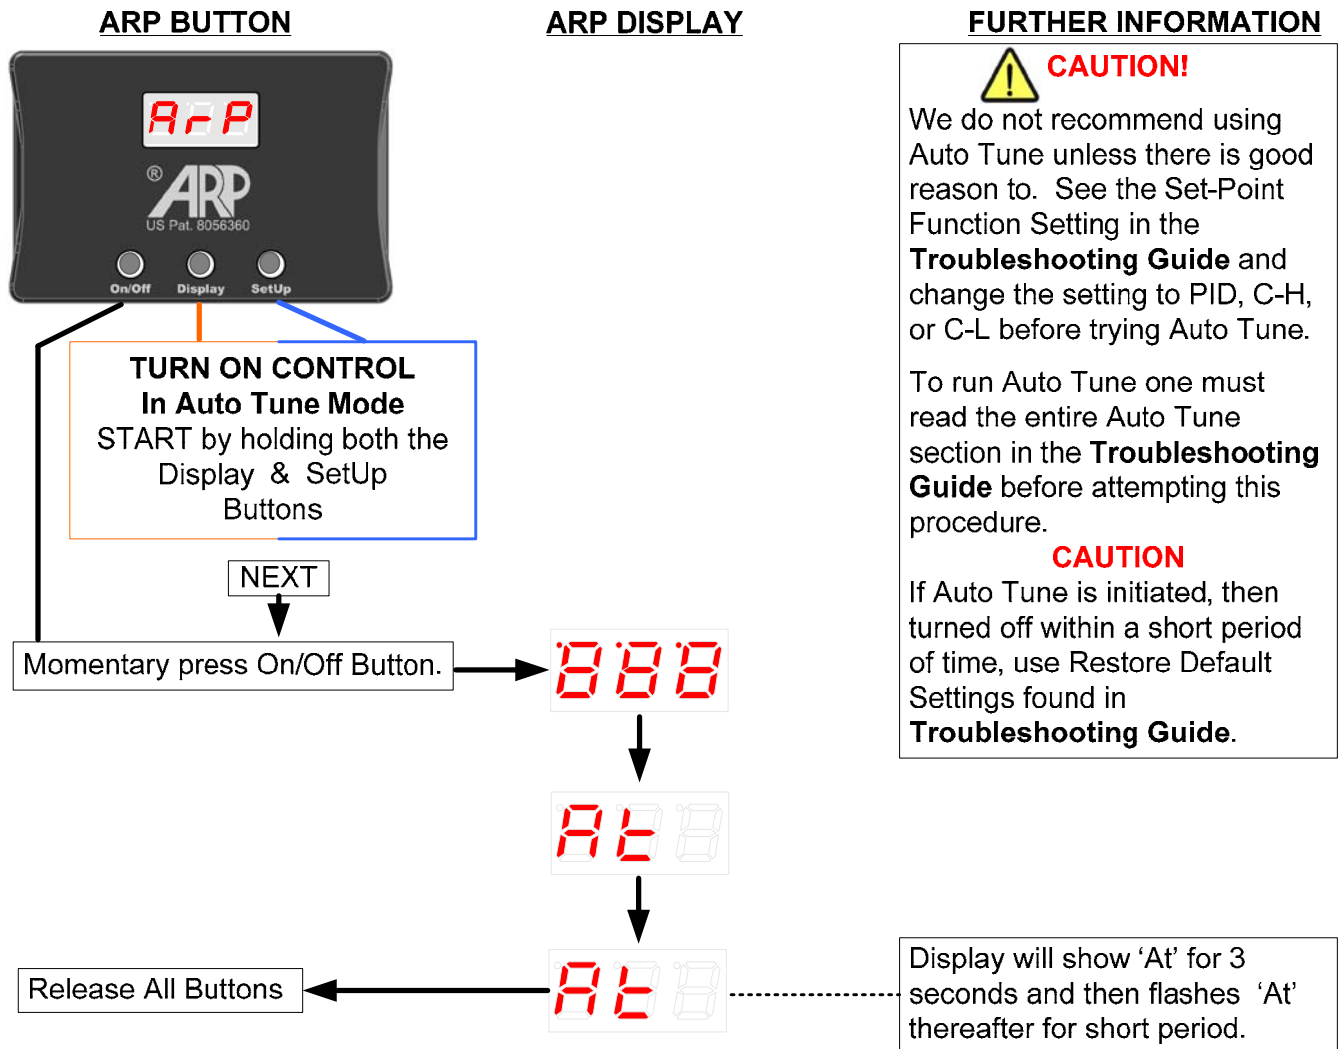 ARP BUTTON
ARP DISPLAY
FURTHER INFORMATION
ArP
®
ARP
US Pat. 8056360
On/Off
Display
SetUp
TURN ON CONTROL
In Auto Tune Mode
START by holding both the
Display & SetUp
Buttons
NEXT
Momentary press On/Off Button.
888
At
At
Release All Buttons
CAUTION!
We do not recommend using
Auto Tune unless there is good
reason to. See the Set-Point
Function Setting in the
Troubleshooting Guide and
change the setting to PID, C-H,
or C-L before trying Auto Tune.
To run Auto Tune one must
read the entire Auto Tune
section in the Troubleshooting
Guide before attempting this
procedure.
CAUTION
If Auto Tune is initiated, then
turned off within a short period
of time, use Restore Default
Settings found in
Troubleshooting Guide.
Display will show ‘At’ for 3
seconds and then flashes ‘At’
thereafter for short period.